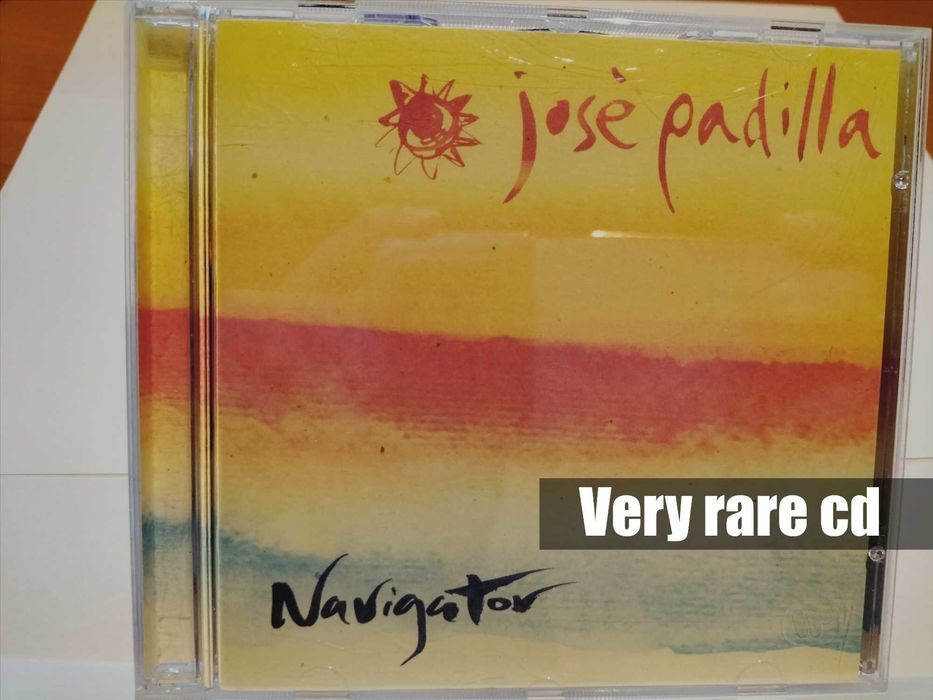 josè padilla
Very rare cd
Navigator